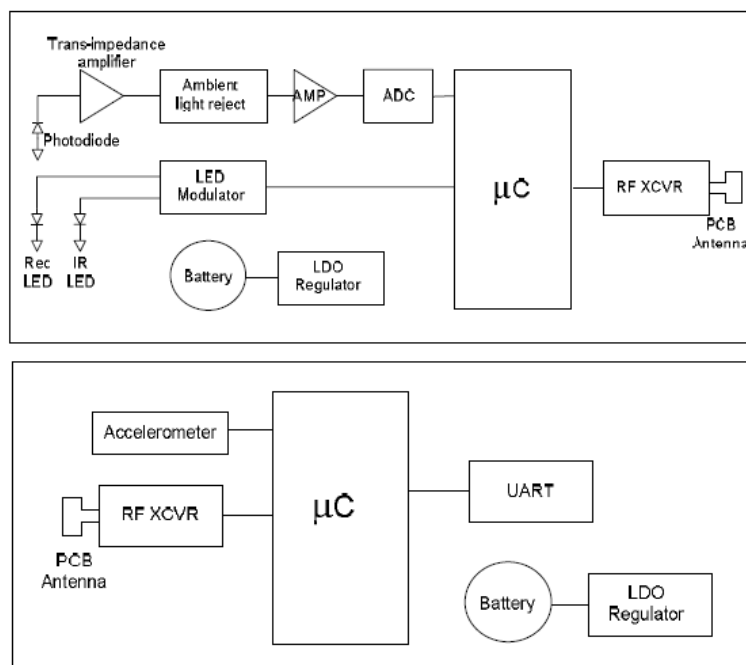 Trans-impedance
amplifier
Ambient
light reject
AMP
ADC
Photodiode
LED
Modulator
μC
RF XCVR
PCB
Antenna
Rec
LED
IR
LED
Battery
LDO
Regulator
Accelerometer
RF XCVR
PCB
Antenna
μC
UART
Battery
LDO
Regulator